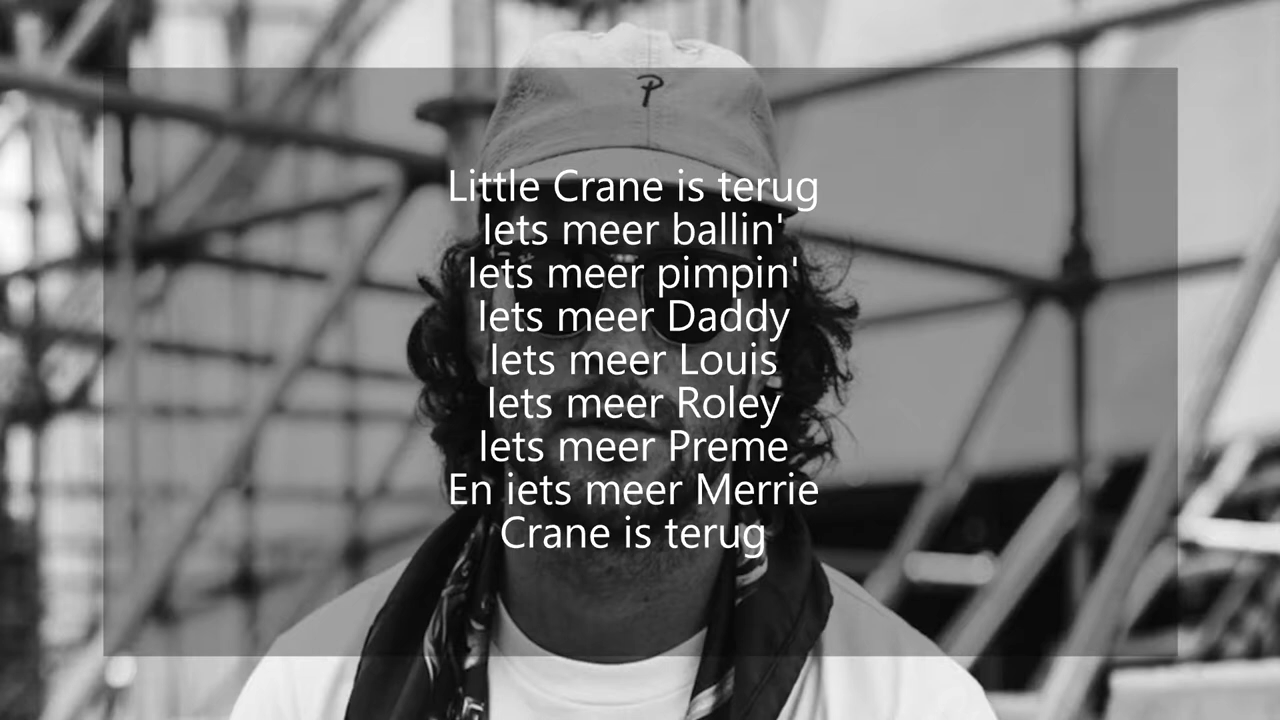 P
Little Crane is terug
Iets meer ballin'
Iets meer pimpin'
Iets meer Daddy
Iets meer Louis
Iets meer Roley
Iets meer Preme
En iets meer Merrie
Crane is terug